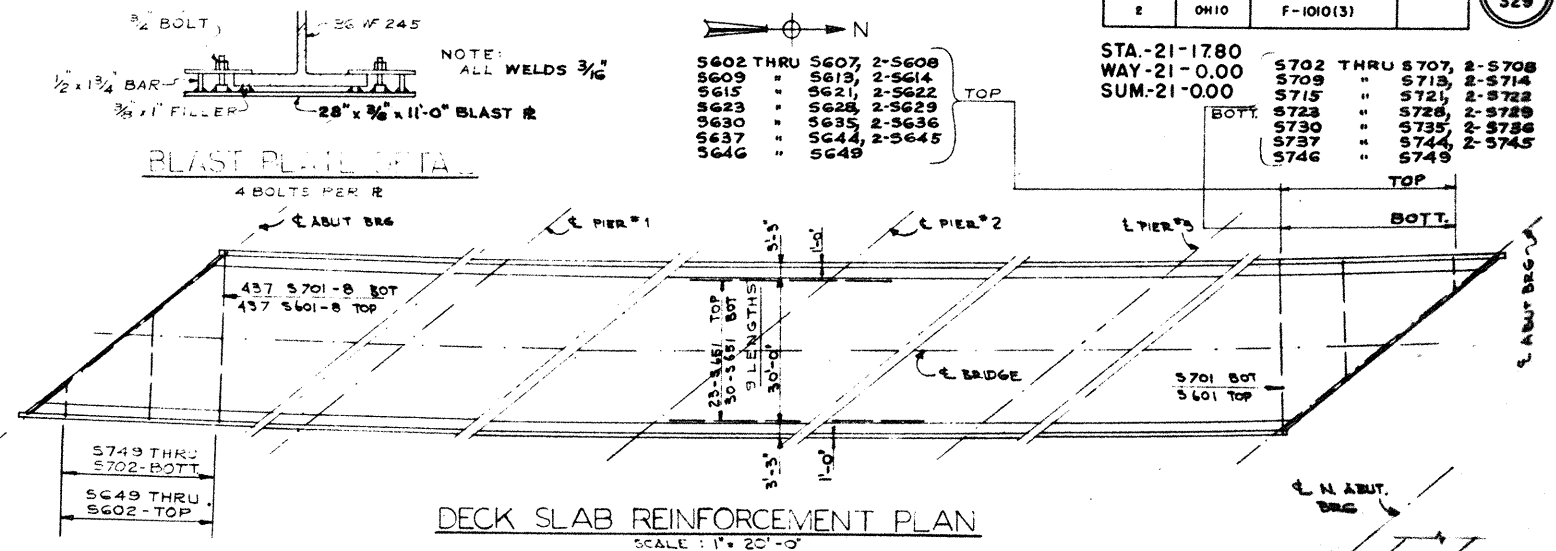 3/4" BOLT
36 WF 245
NOTE:
ALL WELDS 3/16"
1/2 x 1 3/4" BAR
3/8" x 1" FILLER
28" x 3/8" x 11'-0" BLAST PL
BLAST PLATE
4 BOLTS PER PL
N
2 OHIO F-1010(3)
329
STA.-21-17.80
WAY-21-0.00
SUM.-21-0.00
S602 THRU S607, 2-S608
S609 " S613, 2-S614
S615 " S621, 2-S622
S623 " S628, 2-S629
S630 " S635, 2-S636
S637 " S644, 2-S645
S646 " S649
TOP
BOTT.
S702 THRU S707, 2-S708
S709 " S713, 2-S714
S715 " S721, 2-S722
S723 " S728, 2-S729
S730 " S735, 2-S736
S737 " S744, 2-S745
S746 " S749
TOP
BOTT.
℄ ABUT BRG
℄ PIER #1
℄ PIER #2
℄ PIER #3
℄ ABUT BRG
3'-3"
1'-0"
437 S701-8 BOT
437 S601-8 TOP
23-S651 TOP
30-S651 BOT
9 LENGTHS
30'-0"
℄ BRIDGE
S701 BOT
S601 TOP
S749 THRU
S702-BOTT.
S649 THRU
S602-TOP
3'-3"
1'-0"
℄ N. ABUT.
BRG
DECK SLAB REINFORCEMENT PLAN
SCALE : 1" = 20'-0"